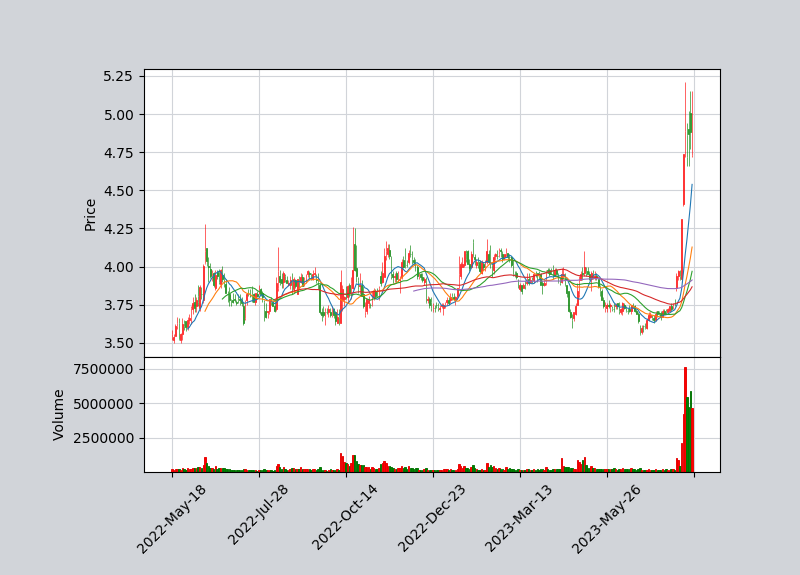 5.25
5.00
4.75
4.50
4.25
4.00
3.75
3.50
Price
7500000
5000000
2500000
Volume
2022-May-18
2022-Jul-28
2022-Oct-14
2022-Dec-23
2023-Mar-13
2023-May-26